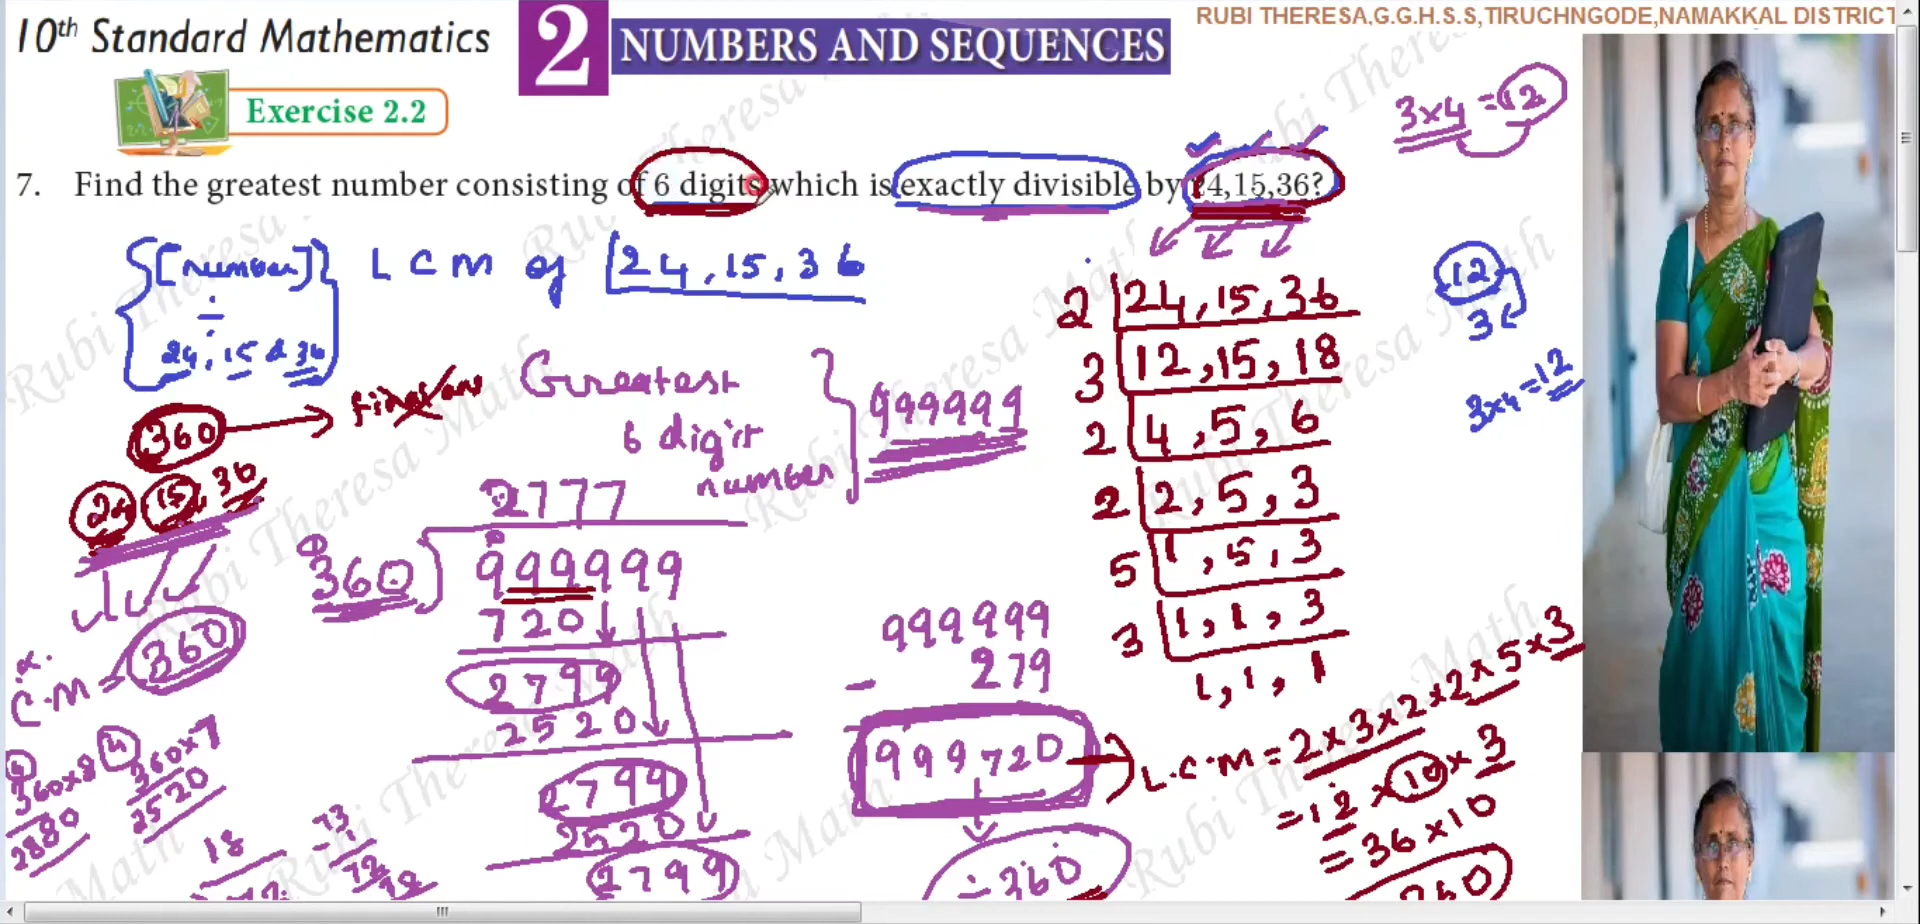 RUBI THERESA,G.G.H.S.S,TIRUCHNGODE,NAMAKKAL DISTRICT
10th Standard Mathematics
2 NUMBERS AND SEQUENCES
Exercise 2.2
3×4 = 12
7. Find the greatest number consisting of 6 digits which is exactly divisible by 24,15,36?
[number] ÷ 24, 15 & 36
LCM of 24, 15, 36
12
3
3×4=12
2 24, 15, 36
3 12, 15, 18
2 4, 5, 6
2 2, 5, 3
5 1, 5, 3
3 1, 1, 3
1, 1, 1
360 → final ans
24 15, 36
Greatest 6 digit number 999999
2777
360 999999
720
2799
2520
2799
2520
2799
C.M = 360
360×8
2880
360×7
2520
18
999999
- 279
999720
÷ 360
L.C.M = 2×3×2×2×5×3
= 12×10×3
= 36×10
360
Rubi Theresa Math